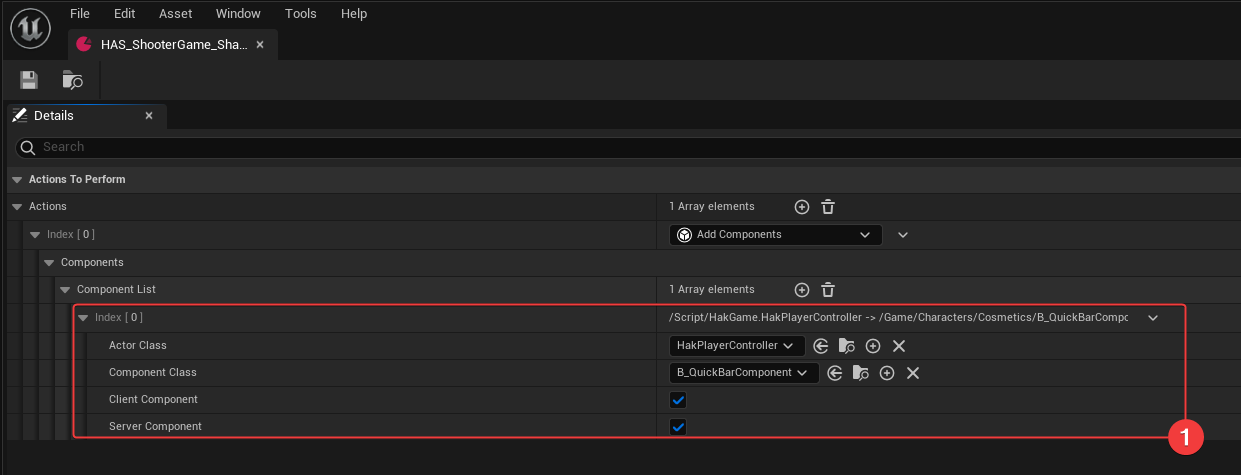 File Edit Asset Window Tools Help
HAS_ShooterGame_Sha...
Details
Search
Actions To Perform
Actions 1 Array elements
Index [ 0 ] Add Components
Components
Component List 1 Array elements
Index [ 0 ] /Script/HakGame.HakPlayerController -> /Game/Characters/Cosmetics/B_QuickBarCompc
Actor Class HakPlayerController
Component Class B_QuickBarComponent
Client Component
Server Component
1